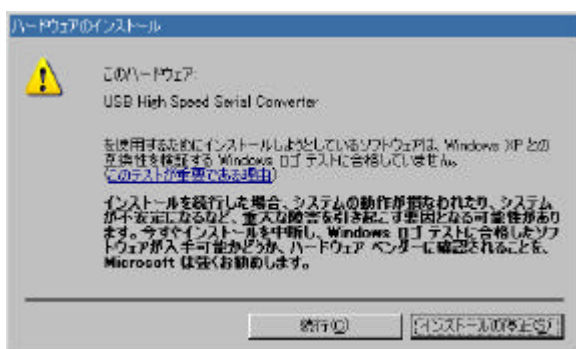 ハードウェアのインストール
このハードウェア:
USB High Speed Serial Converter
を使用するためにインストールしようとしているソフトウェアは、Windows XP との
互換性を検証する Windows ロゴ テストに合格していません。
(このテストが重要である理由)
インストールを続行した場合、システムの動作が損なわれたり、システム
が不安定になるなど、重大な障害を引き起こす要因となる可能性があり
ます。今すぐインストールを中断し、Windows ロゴ テストに合格したソフ
トウェアが入手可能かどうか、ハードウェア ベンダーに確認されることを、
Microsoft は強くお勧めします。
続行(C)
インストールの停止(S)